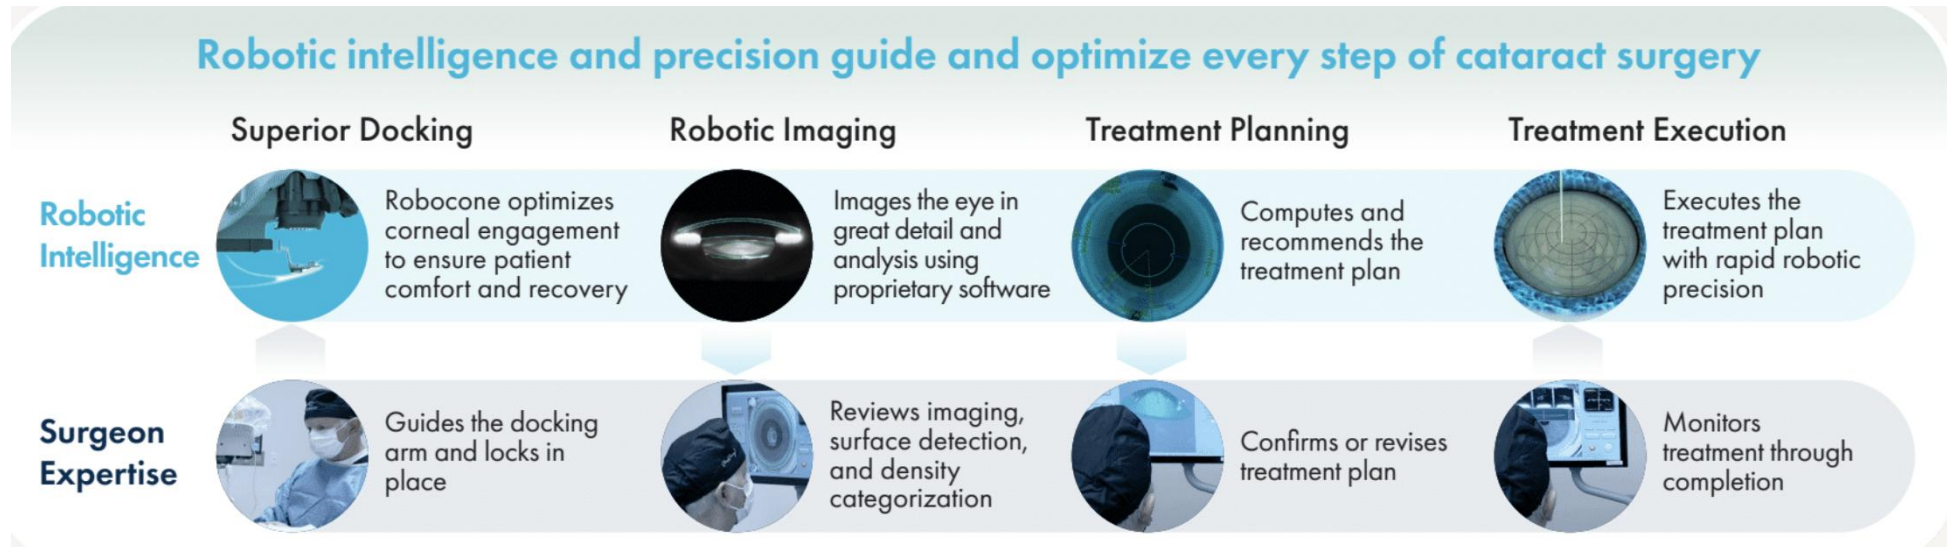 Robotic intelligence and precision guide and optimize every step of cataract surgery
Superior Docking
Robotic Imaging
Treatment Planning
Treatment Execution
Robotic
Intelligence
Robocone optimizes
corneal engagement
to ensure patient
comfort and recovery
Images the eye in
great detail and
analysis using
proprietary software
Computes and
recommends the
treatment plan
Executes the
treatment plan
with rapid robotic
precision
Surgeon
Expertise
Guides the docking
arm and locks in
place
Reviews imaging,
surface detection,
and density
categorization
Confirms or revises
treatment plan
Monitors
treatment through
completion